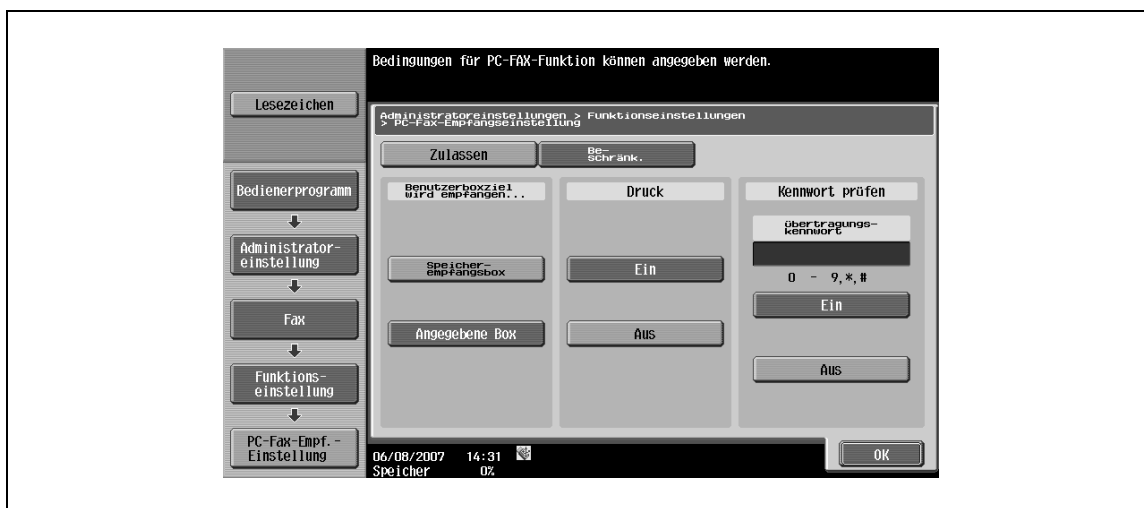 Bedingungen für PC-FAX-Funktion können angegeben werden.
Lesezeichen
Administratoreinstellungen > Funktionseinstellungen
> PC-Fax-Empfangseinstellung
Zulassen
Be-
schränk.
Bedienerprogramm
Administrator-
einstellung
Fax
Funktions-
einstellung
PC-Fax-Empf.-
Einstellung
Benutzerboxziel
wird empfangen...
Speicher-
empfangsbox
Angegebene Box
Druck
Ein
Aus
Kennwort prüfen
übertragungs-
kennwort
0 - 9,*,#
Ein
Aus
06/08/2007 14:31
Speicher 0%
OK